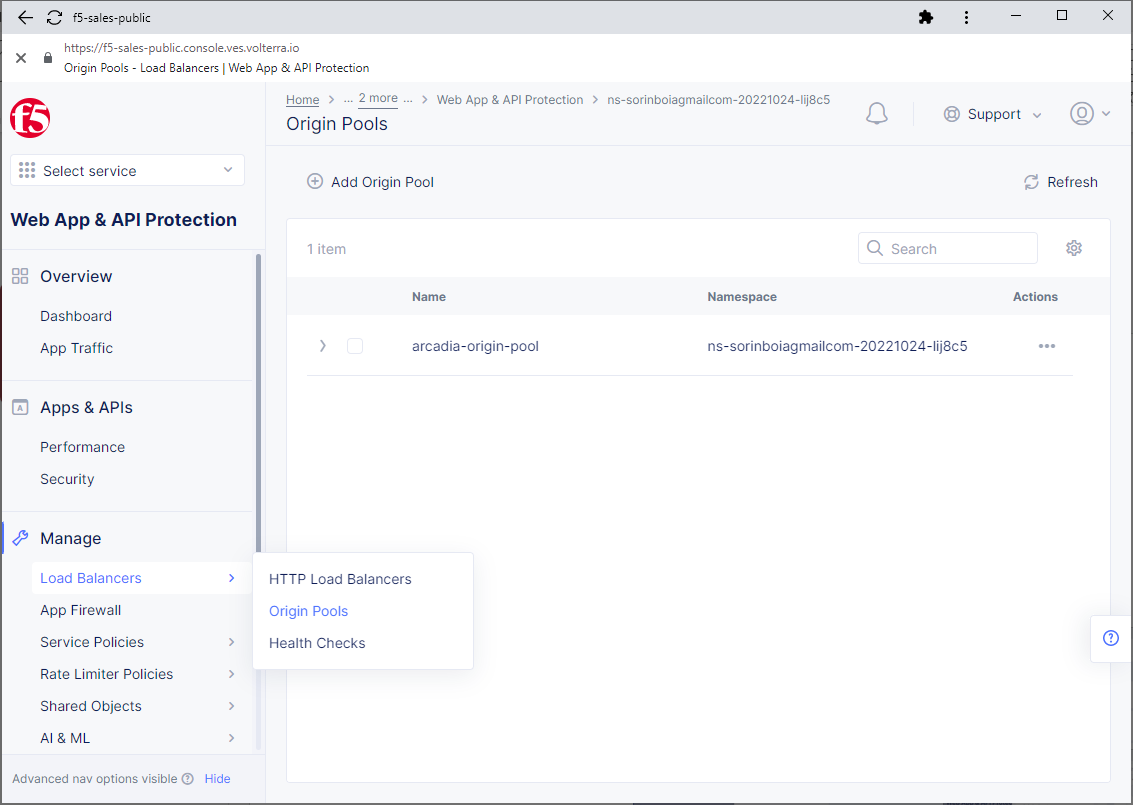 f5-sales-public
https://f5-sales-public.console.ves.volterra.io
Origin Pools - Load Balancers | Web App & API Protection
f5
Select service
Web App & API Protection
Overview
Dashboard
App Traffic
Apps & APIs
Performance
Security
Manage
Load Balancers
App Firewall
Service Policies
Rate Limiter Policies
Shared Objects
AI & ML
Advanced nav options visible Hide
HTTP Load Balancers
Origin Pools
Health Checks
Home > ... 2 more ... > Web App & API Protection > ns-sorinboiagmailcom-20221024-lij8c5
Origin Pools
Support
Add Origin Pool
Refresh
1 item
Search
Name Namespace Actions
arcadia-origin-pool ns-sorinboiagmailcom-20221024-lij8c5